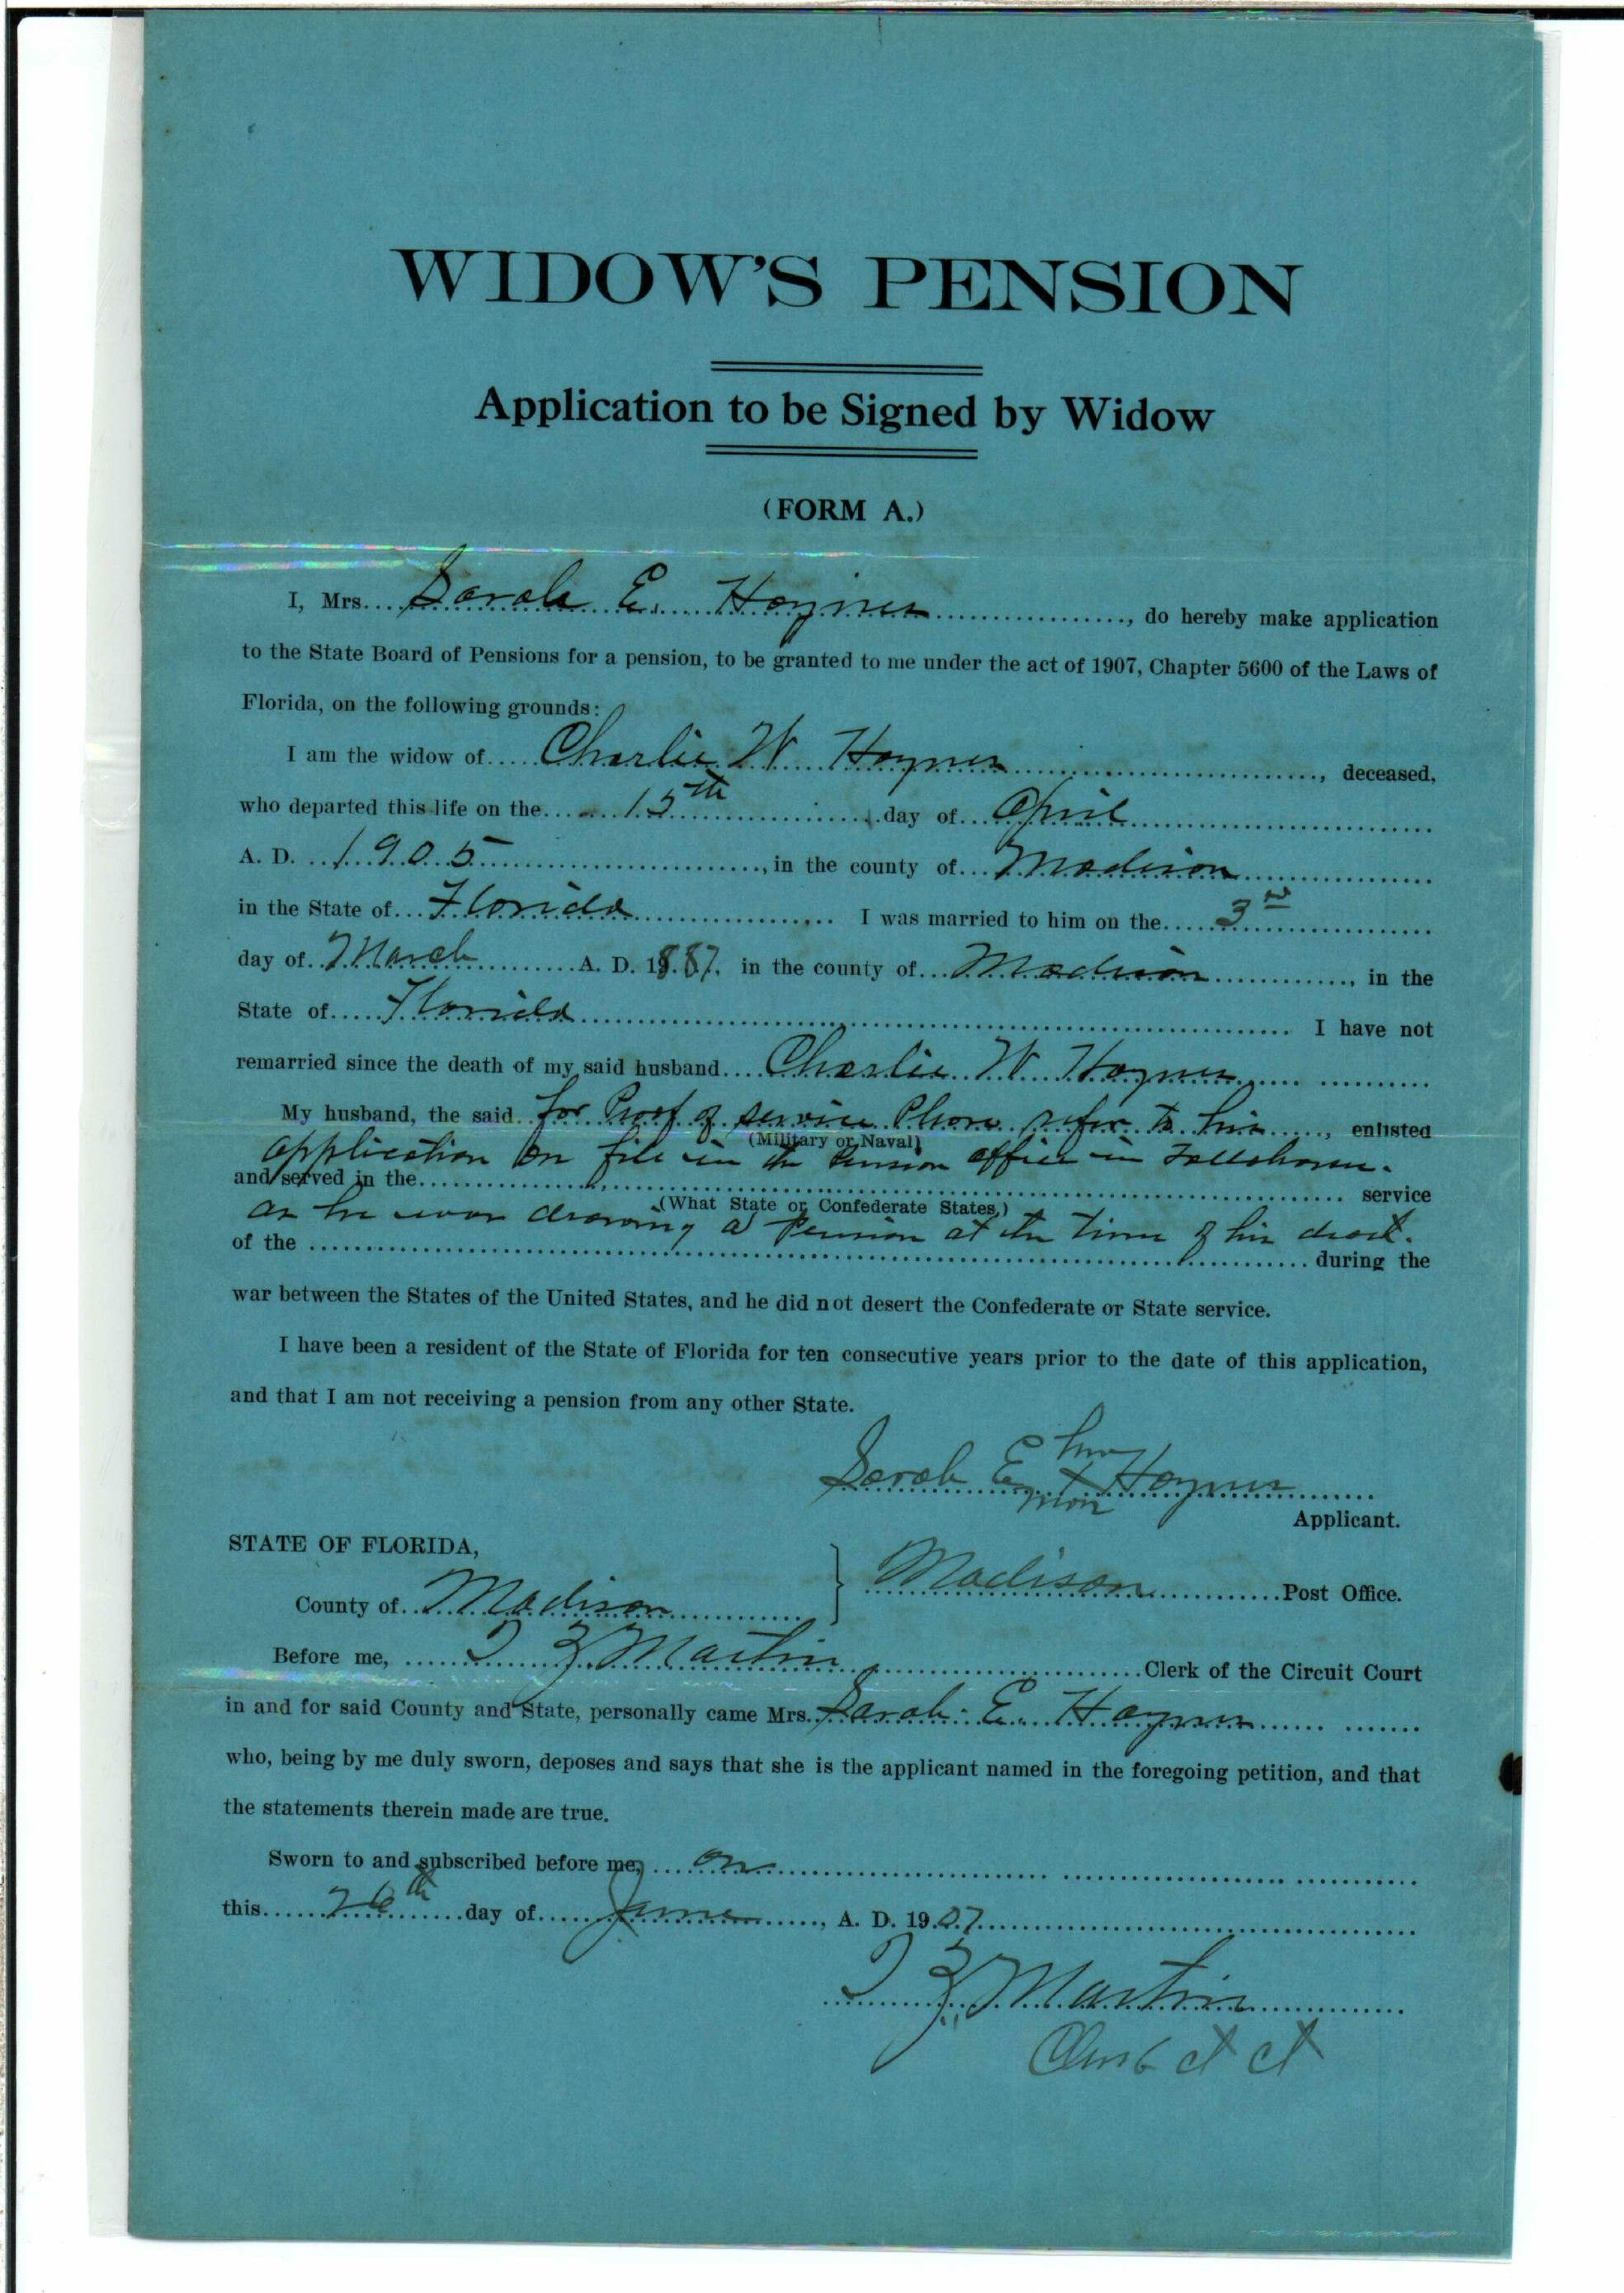 WIDOW'S PENSION
Application to be Signed by Widow
(FORM A.)
I, Mrs. Sarah E. Haynes, do hereby make application
to the State Board of Pensions for a pension, to be granted to me under the act of 1907, Chapter 5600 of the Laws of
Florida, on the following grounds:
I am the widow of Charlie W Haynes, deceased,
who departed this life on the 15th day of April
A. D. 1905, in the county of Madison
in the State of Florida I was married to him on the 3rd
day of March A. D. 1887, in the county of Madison, in the
State of Florida I have not
remarried since the death of my said husband Charlie W Haynes
My husband, the said for Proof of service Please refer to his, enlisted
(Military or Naval)
application on file in the Pension office in Tallahassee.
and served in the service
(What State or Confederate States,)
as he was drawing a Pension at the time of his death.
of the during the
war between the States of the United States, and he did not desert the Confederate or State service.
I have been a resident of the State of Florida for ten consecutive years prior to the date of this application,
and that I am not receiving a pension from any other State.
her
Sarah E X Haynes
mark
Applicant.
STATE OF FLORIDA,
County of Madison } Madison Post Office.
Before me, Martin Clerk of the Circuit Court
in and for said County and State, personally came Mrs. Sarah E. Haynes
who, being by me duly sworn, deposes and says that she is the applicant named in the foregoing petition, and that
the statements therein made are true.
Sworn to and subscribed before me, on
this 26th day of June, A. D. 1907
Martin
Clerk ct ct